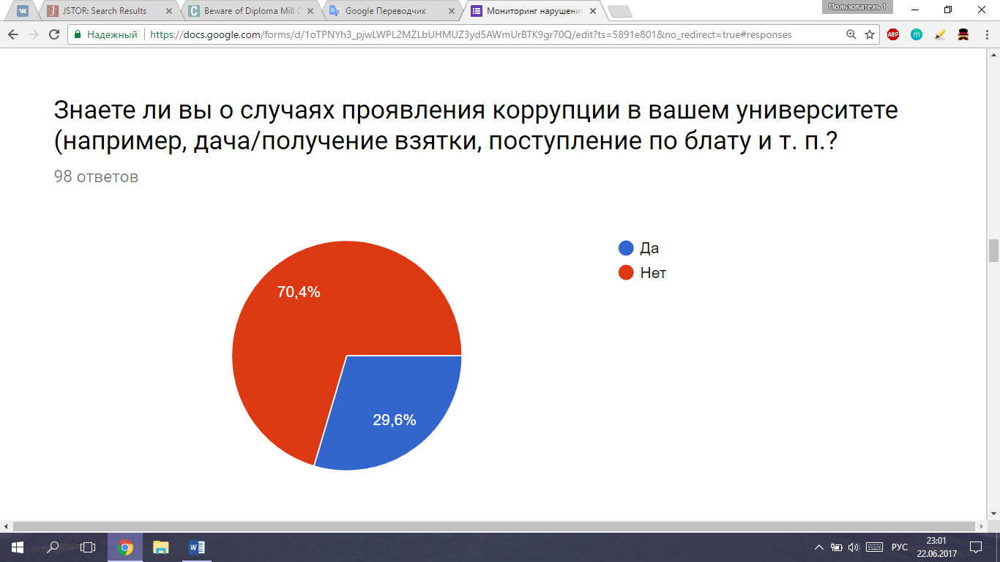 Пользователь 1
JSTOR: Search Results
Beware of Diploma Mill D
Google Переводчик
Мониторинг нарушени
Надежный
https://docs.google.com/forms/d/1oTPNYh3_pjwLWPL2MZLbUHMUZ3yd5AWmUrBTK9gr70Q/edit?ts=5891e801&no_redirect=true#responses
ABP
m
Знаете ли вы о случаях проявления коррупции в вашем университете
(например, дача/получение взятки, поступление по блату и т. п.?
98 ответов
Да
Нет
70,4%
29,6%
РУС
23:01
22.06.2017